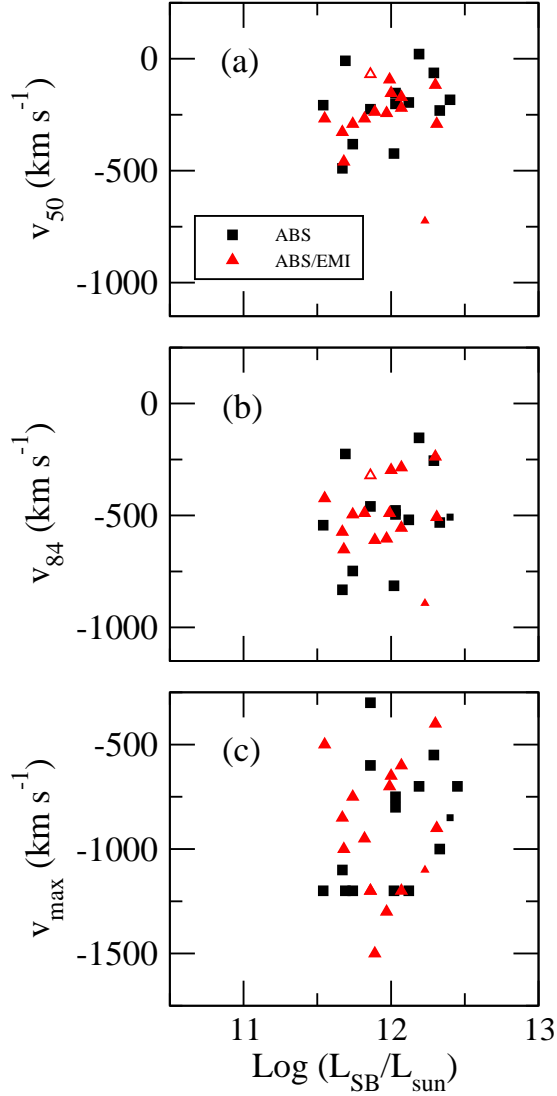 0
-500
-1000
v50 (km s-1)
(a)
ABS
ABS/EMI
0
-500
-1000
v84 (km s-1)
(b)
-500
-1000
-1500
vmax (km s-1)
(c)
11
12
13
Log (LSB/Lsun)